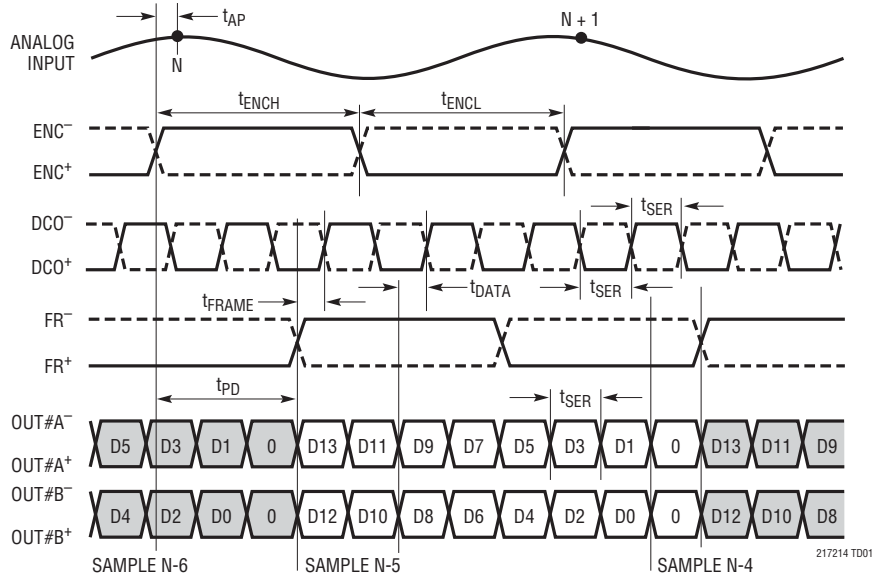 tAP
N + 1
ANALOG
INPUT
N
tENCH
tENCL
ENC–
ENC+
tSER
DCO–
DCO+
tFRAME
tDATA
tSER
FR–
FR+
tPD
tSER
OUT#A–
D5 D3 D1 0 D13 D11 D9 D7 D5 D3 D1 0 D13 D11 D9
OUT#A+
OUT#B–
D4 D2 D0 0 D12 D10 D8 D6 D4 D2 D0 0 D12 D10 D8
OUT#B+
217214 TD01
SAMPLE N-6 SAMPLE N-5 SAMPLE N-4